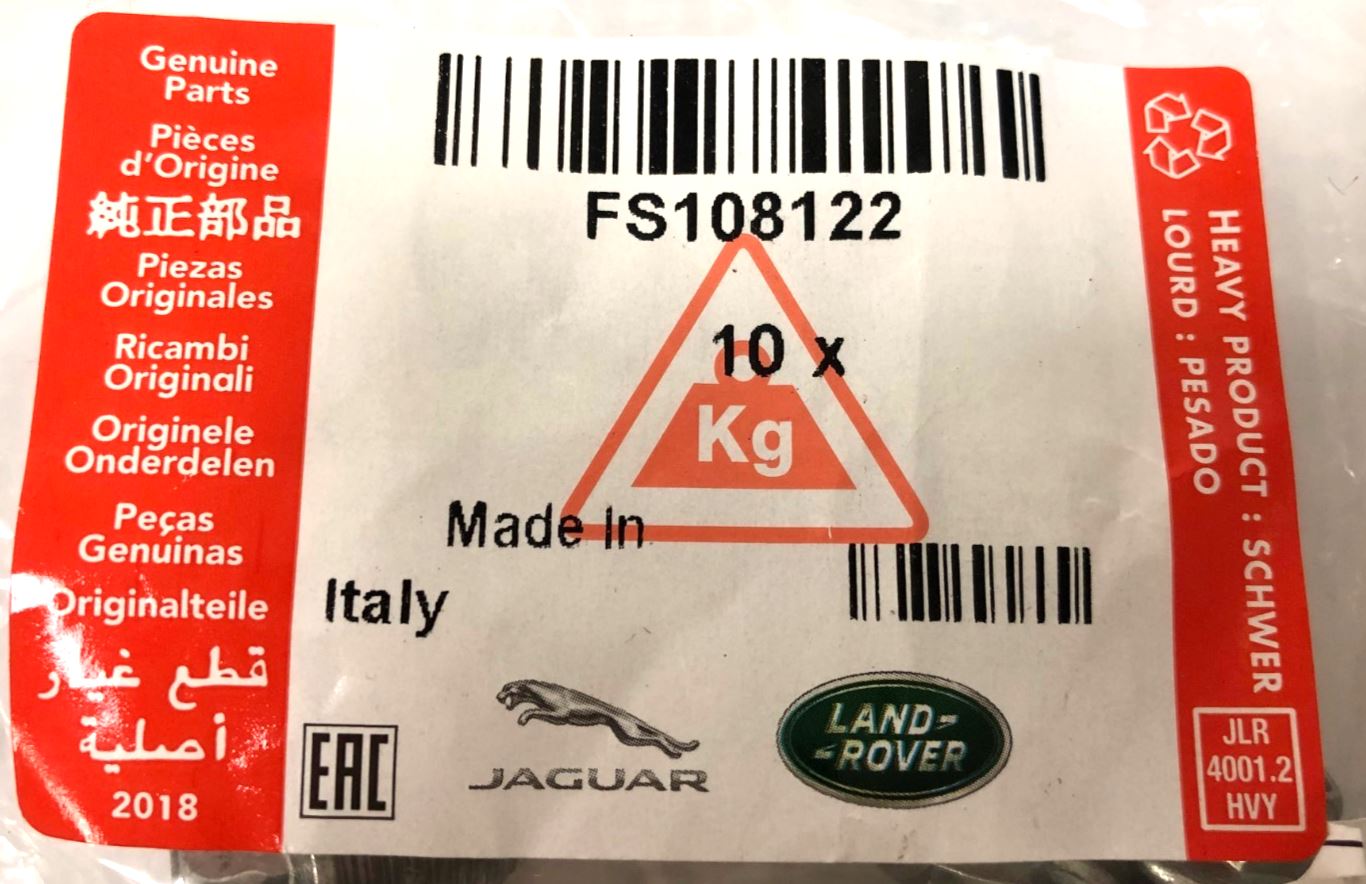 Genuine
Parts
Pièces
d'Origine
純正部品
Piezas
Originales
Ricambi
Originali
Originele
Onderdelen
Peças
Genuinas
Originalteile
قطع غيار
أصلية
2018
FS108122
10 x
Kg
Made In
Italy
EAC
JAGUAR
LAND-
-ROVER
HEAVY PRODUCT : SCHWER
LOURD : PESADO
JLR
4001.2
HVY